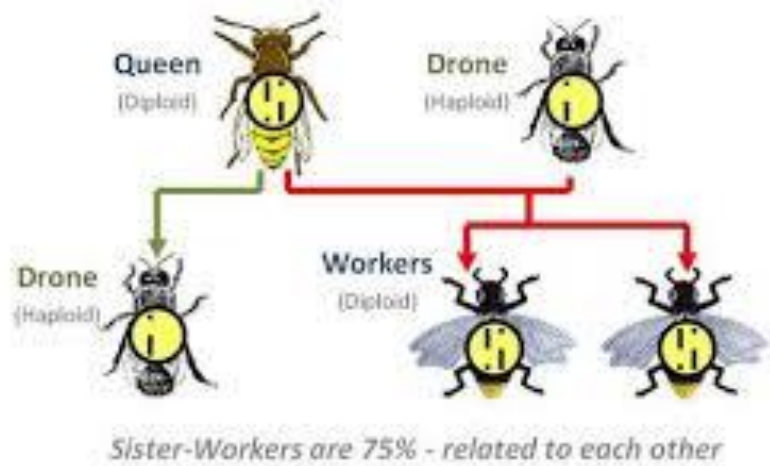 Queen
(Diploid)
Drone
(Haploid)
Drone
(Haploid)
Workers
(Diploid)
Sister-Workers are 75% - related to each other